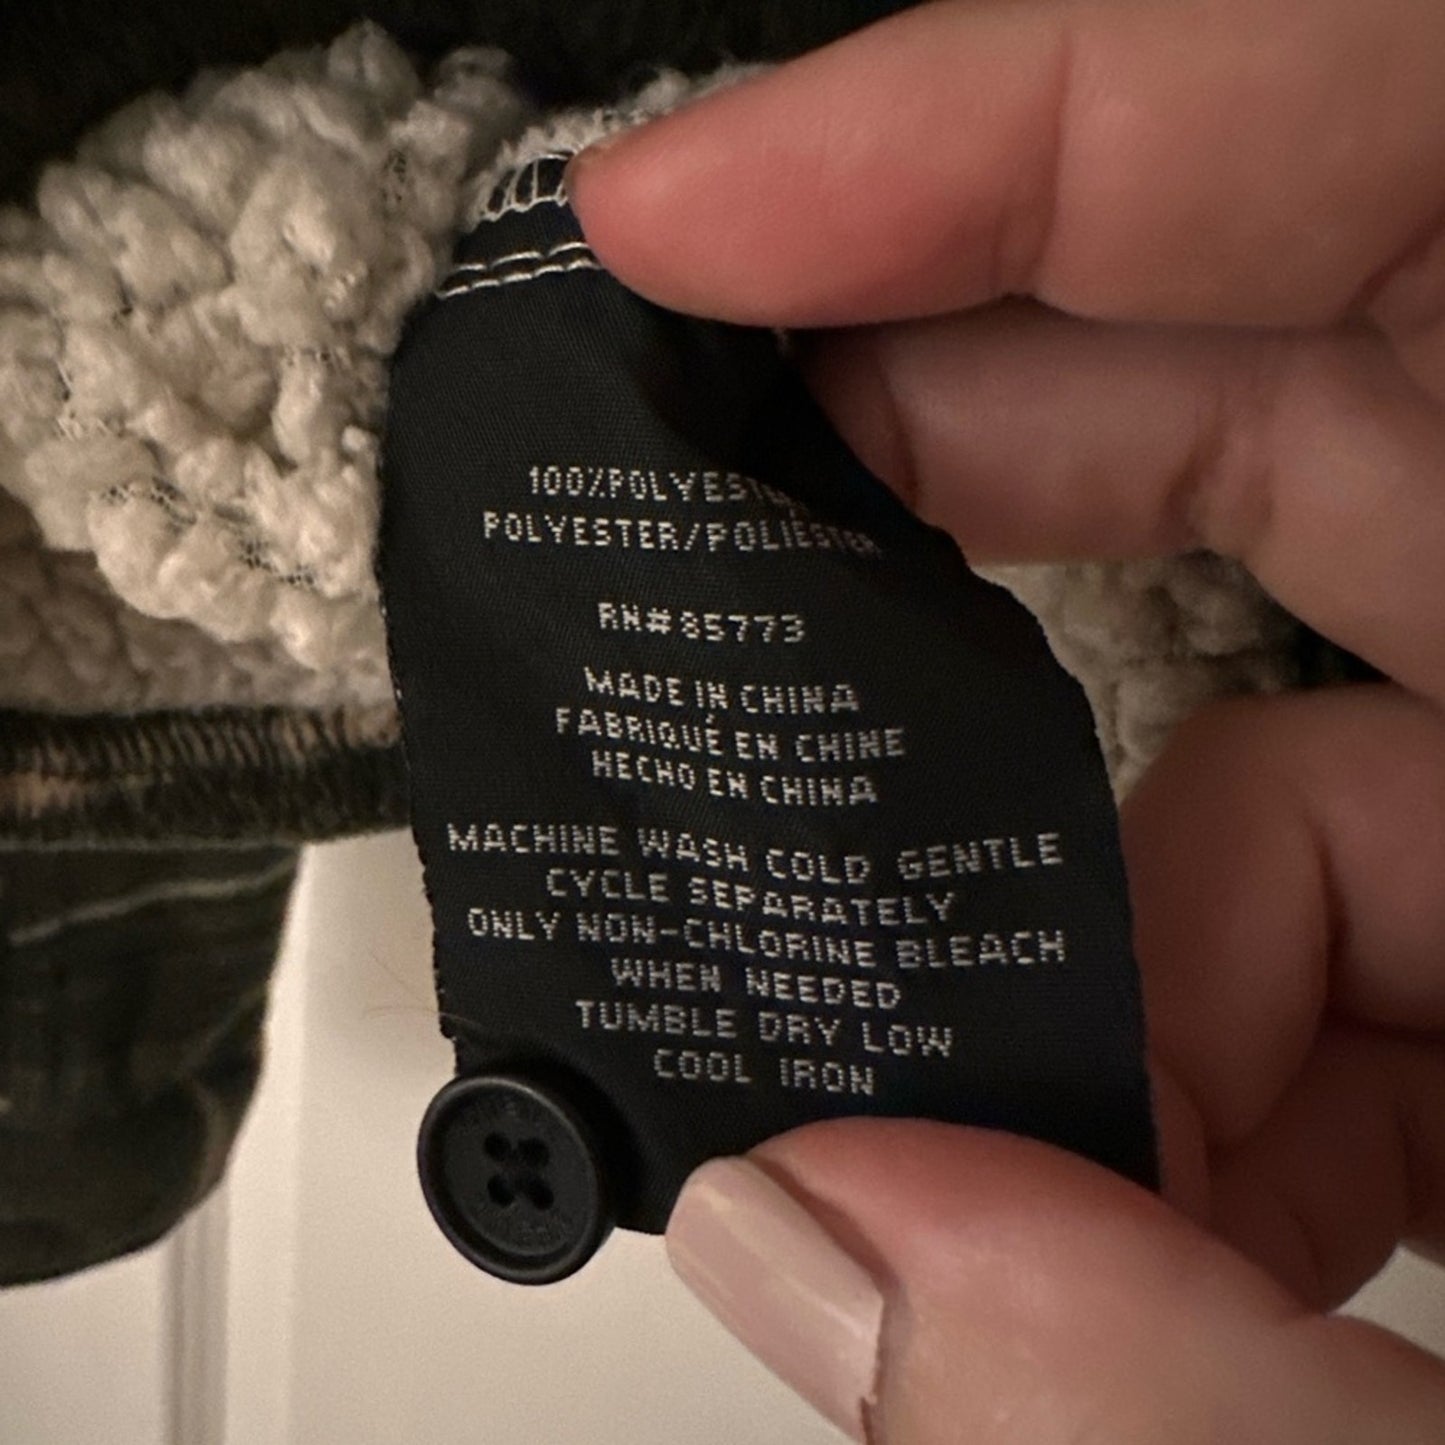 100%POLYESTER
POLYESTER/POLIÉSTER
RN#85773
MADE IN CHINA
FABRIQUÉ EN CHINE
HECHO EN CHINA
MACHINE WASH COLD GENTLE
CYCLE SEPARATELY
ONLY NON-CHLORINE BLEACH
WHEN NEEDED
TUMBLE DRY LOW
COOL IRON